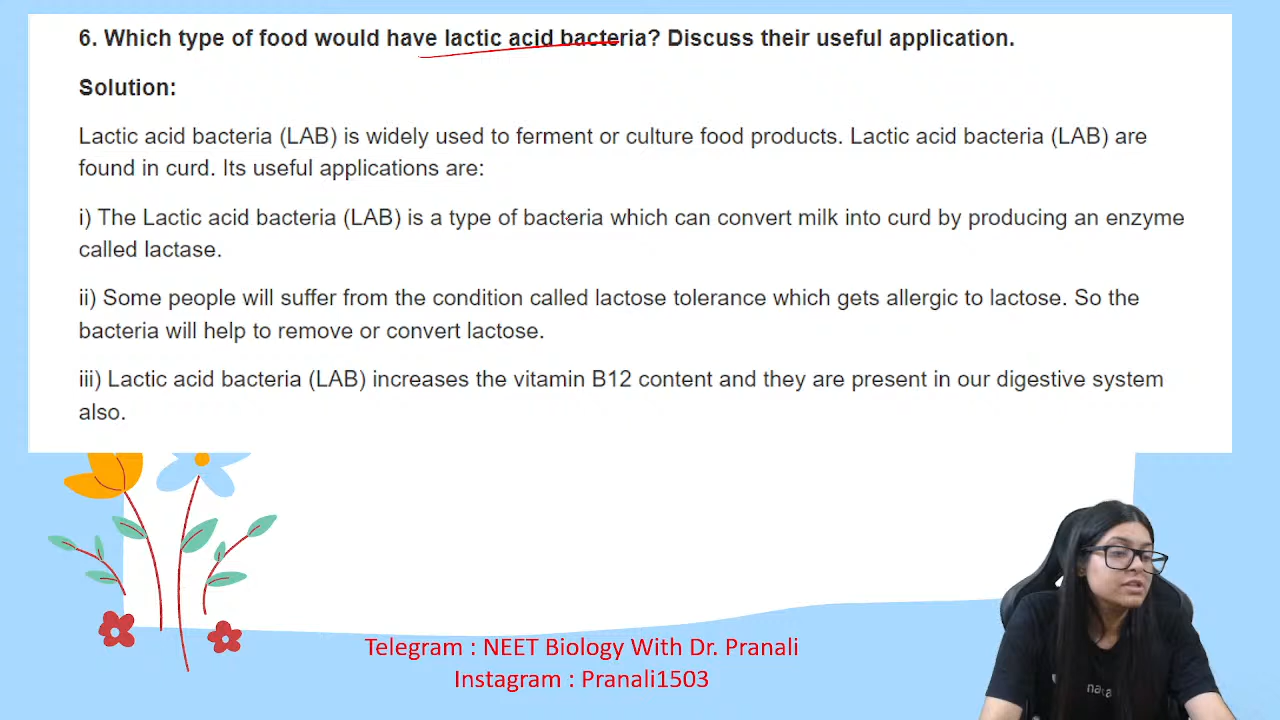 6. Which type of food would have lactic acid bacteria? Discuss their useful application.
Solution:
Lactic acid bacteria (LAB) is widely used to ferment or culture food products. Lactic acid bacteria (LAB) are
found in curd. Its useful applications are:
i) The Lactic acid bacteria (LAB) is a type of bacteria which can convert milk into curd by producing an enzyme
called lactase.
ii) Some people will suffer from the condition called lactose tolerance which gets allergic to lactose. So the
bacteria will help to remove or convert lactose.
iii) Lactic acid bacteria (LAB) increases the vitamin B12 content and they are present in our digestive system
also.
Telegram : NEET Biology With Dr. Pranali
Instagram : Pranali1503